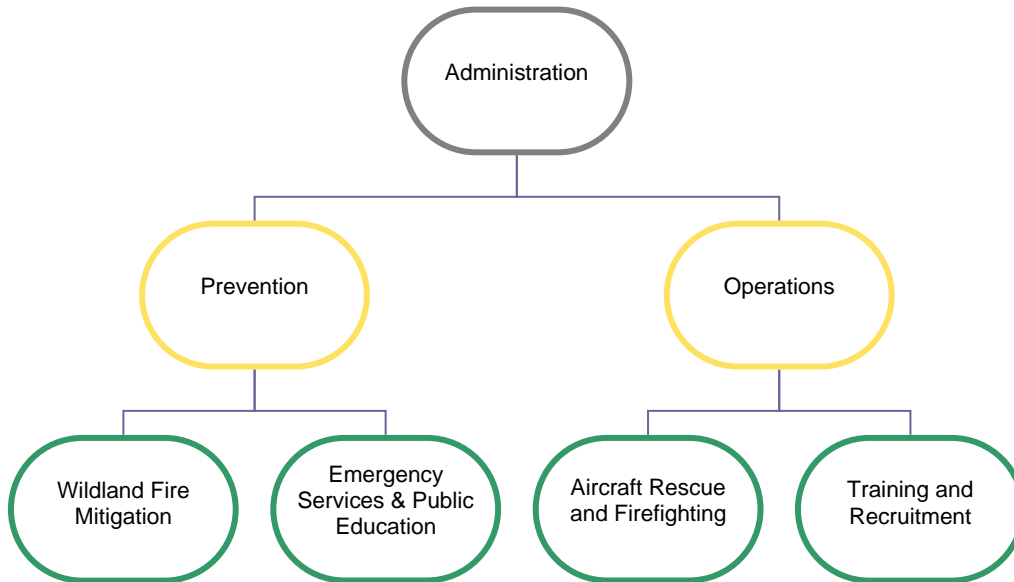 Administration
Prevention
Operations
Wildland Fire
Mitigation
Emergency
Services & Public
Education
Aircraft Rescue
and Firefighting
Training and
Recruitment